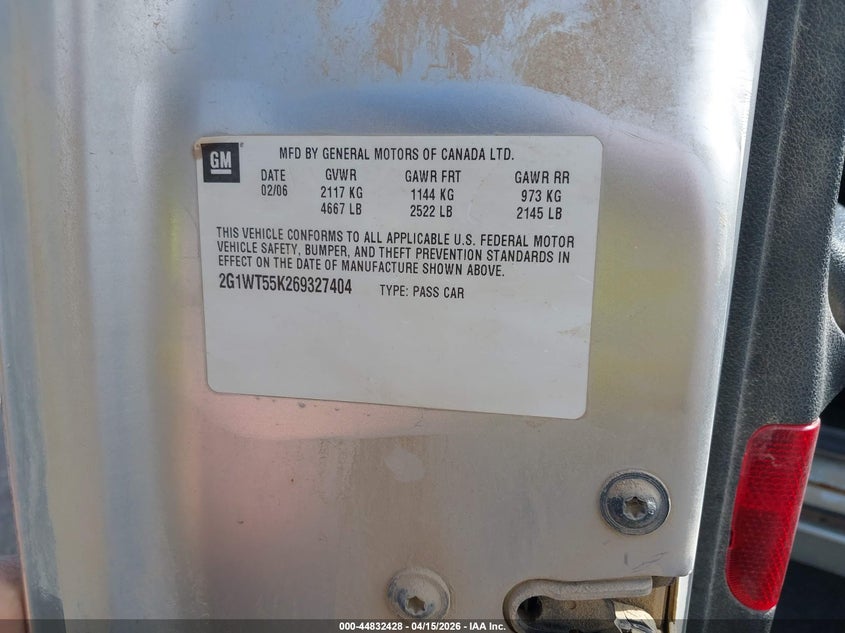 GM
MFD BY GENERAL MOTORS OF CANADA LTD.
DATE GVWR GAWR FRT GAWR RR
02/06 2117 KG 1144 KG 973 KG
4667 LB 2522 LB 2145 LB
THIS VEHICLE CONFORMS TO ALL APPLICABLE U.S. FEDERAL MOTOR
VEHICLE SAFETY, BUMPER, AND THEFT PREVENTION STANDARDS IN
EFFECT ON THE DATE OF MANUFACTURE SHOWN ABOVE.
2G1WT55K269327404 TYPE: PASS CAR
000-44832428 - 04/15/2026 - IAA Inc.